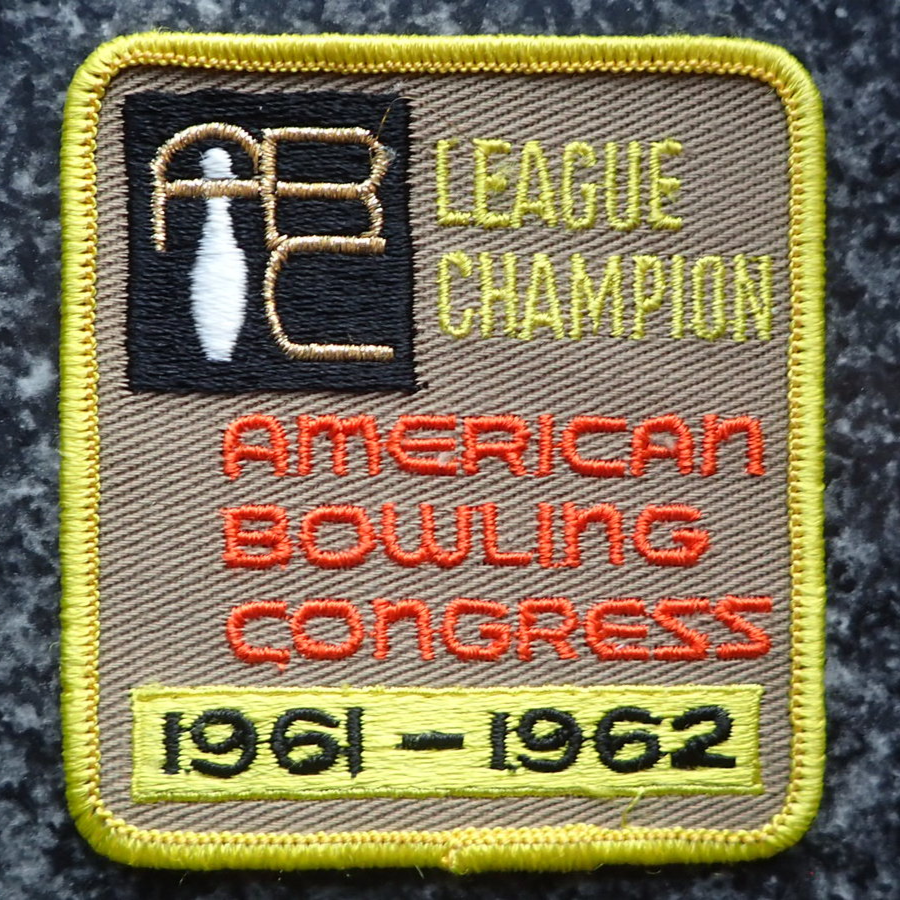 ABC
LEAGUE
CHAMPION
AMERICAN
BOWLING
CONGRESS
1961-1962